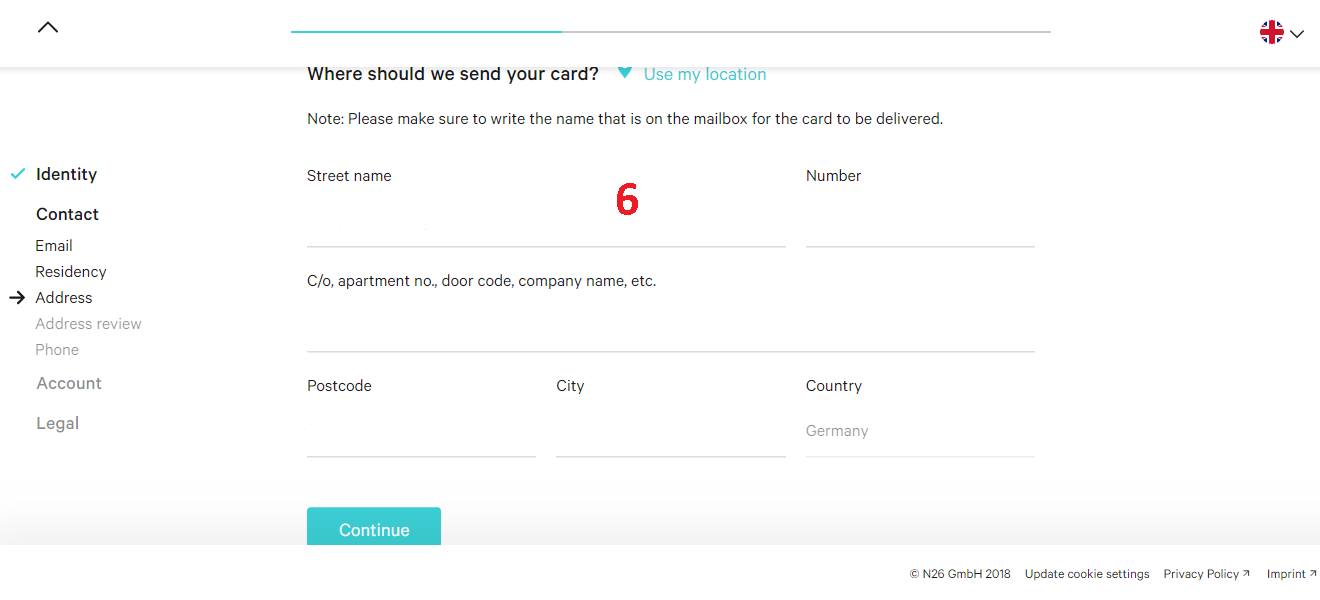 Where should we send your card? Use my location
Note: Please make sure to write the name that is on the mailbox for the card to be delivered.
Identity
Contact
Email
Residency
Address
Address review
Phone
Account
Legal
Street name
Number
6
C/o, apartment no., door code, company name, etc.
Postcode
City
Country
Germany
Continue
© N26 GmbH 2018 Update cookie settings Privacy Policy Imprint